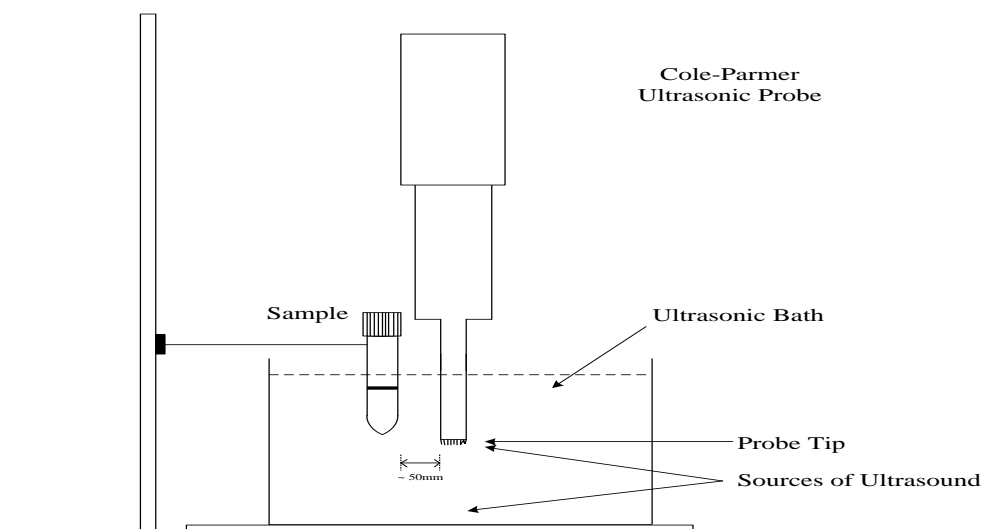 Cole-Parmer
Ultrasonic Probe
Sample
Ultrasonic Bath
Probe Tip
~ 50mm
Sources of Ultrasound